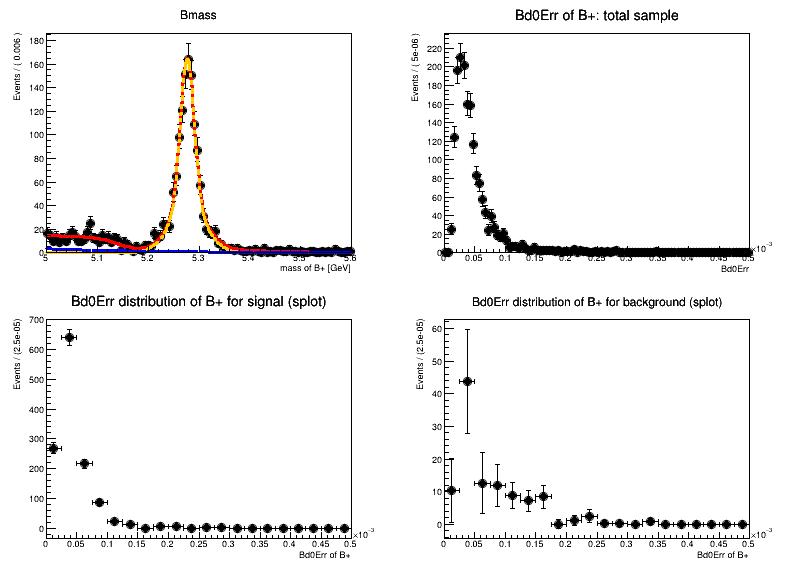 Bmass
Events / ( 0.006 )
180
160
140
120
100
80
60
40
20
0
5 5.1 5.2 5.3 5.4 5.5 5.6
mass of B+ [GeV]
Bd0Err of B+: total sample
Events / ( 5e-06 )
220
200
180
160
140
120
100
80
60
40
20
0
0 0.05 0.1 0.15 0.2 0.25 0.3 0.35 0.4 0.45 0.5
×10⁻³
Bd0Err
Bd0Err distribution of B+ for signal (splot)
Events / (2.5e-05)
700
600
500
400
300
200
100
0
0 0.05 0.1 0.15 0.2 0.25 0.3 0.35 0.4 0.45 0.5
×10⁻³
Bd0Err of B+
Bd0Err distribution of B+ for background (splot)
Events / (2.5e-05)
60
50
40
30
20
10
0
0 0.05 0.1 0.15 0.2 0.25 0.3 0.35 0.4 0.45 0.5
×10⁻³
Bd0Err of B+